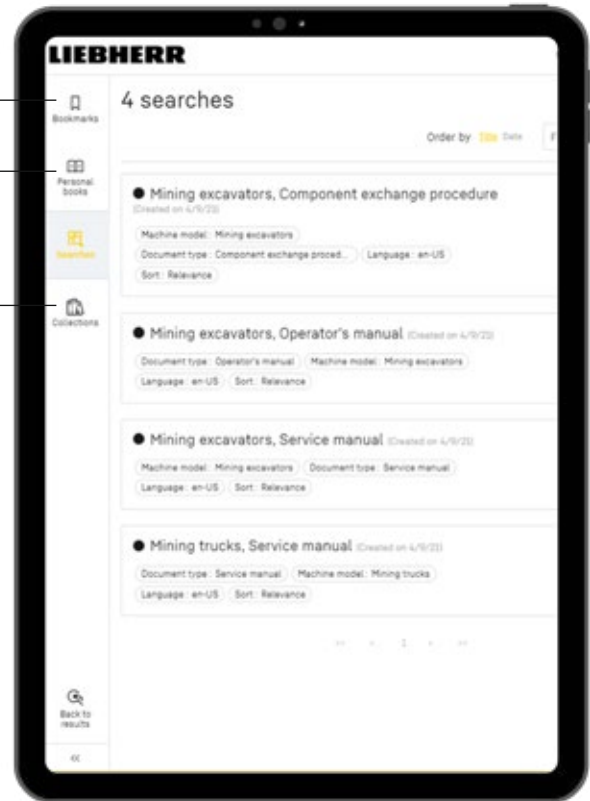 LIEBHERR
Bookmarks
Personal
books
Searches
Collections
Back to
results
4 searches
Order by Title Date F
Mining excavators, Component exchange procedure
(Created on 4/9/21)
Machine model : Mining excavators
Document type : Component exchange proced... Language : en-US
Sort : Relevance
Mining excavators, Operator's manual (Created on 4/9/21)
Document type : Operator's manual Machine model : Mining excavators
Language : en-US Sort : Relevance
Mining excavators, Service manual (Created on 4/9/21)
Machine model : Mining excavators Document type : Service manual
Language : en-US Sort : Relevance
Mining trucks, Service manual (Created on 4/9/21)
Document type : Service manual Machine model : Mining trucks
Language : en-US Sort : Relevance
<< < 1 > >>
<<